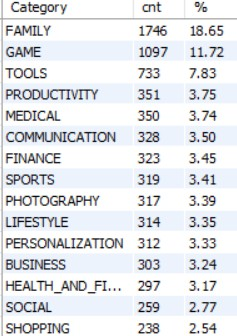 Category cnt %
FAMILY 1746 18.65
GAME 1097 11.72
TOOLS 733 7.83
PRODUCTIVITY 351 3.75
MEDICAL 350 3.74
COMMUNICATION 328 3.50
FINANCE 323 3.45
SPORTS 319 3.41
PHOTOGRAPHY 317 3.39
LIFESTYLE 314 3.35
PERSONALIZATION 312 3.33
BUSINESS 303 3.24
HEALTH_AND_FI... 297 3.17
SOCIAL 259 2.77
SHOPPING 238 2.54